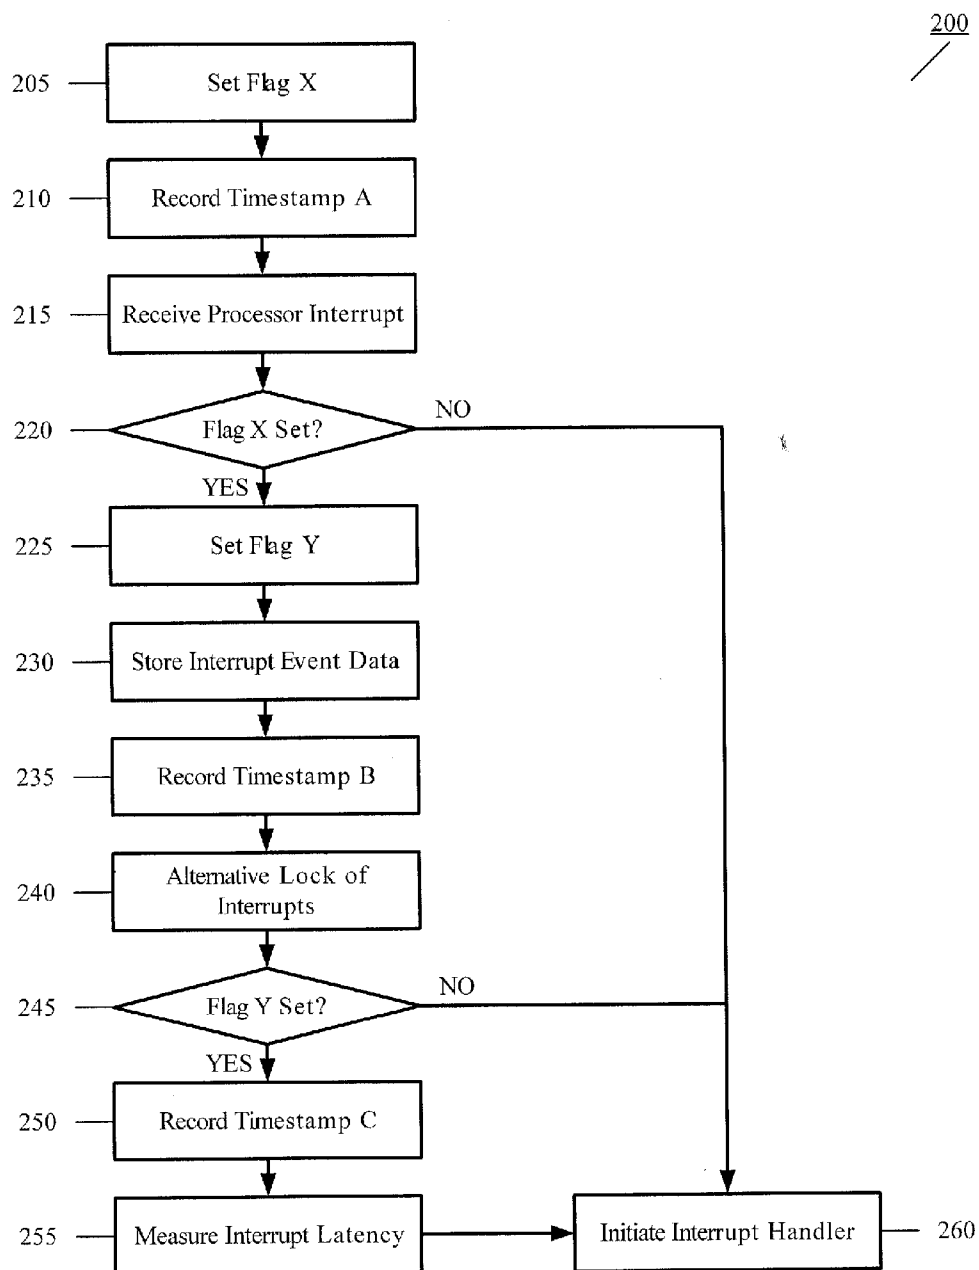 200
205
Set Flag X
210
Record Timestamp A
215
Receive Processor Interrupt
220
Flag X Set?
NO
YES
225
Set Flag Y
230
Store Interrupt Event Data
235
Record Timestamp B
240
Alternative Lock of
Interrupts
245
Flag Y Set?
NO
YES
250
Record Timestamp C
255
Measure Interrupt Latency
Initiate Interrupt Handler
260